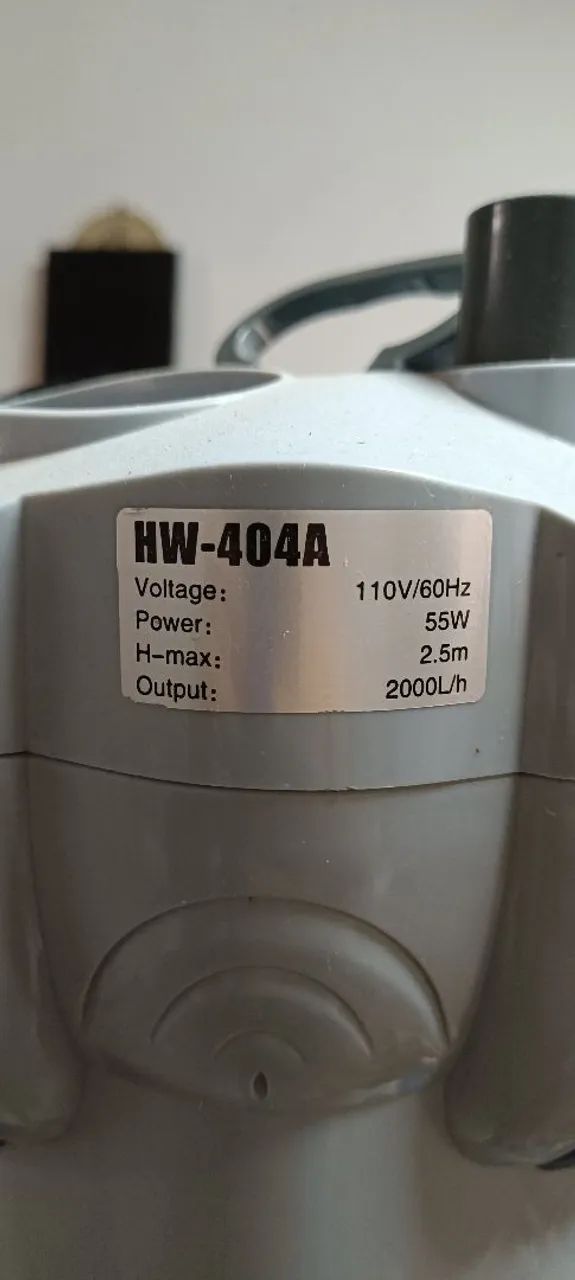 HW-404A
Voltage: 110V/60Hz
Power: 55W
H-max: 2.5m
Output: 2000L/h